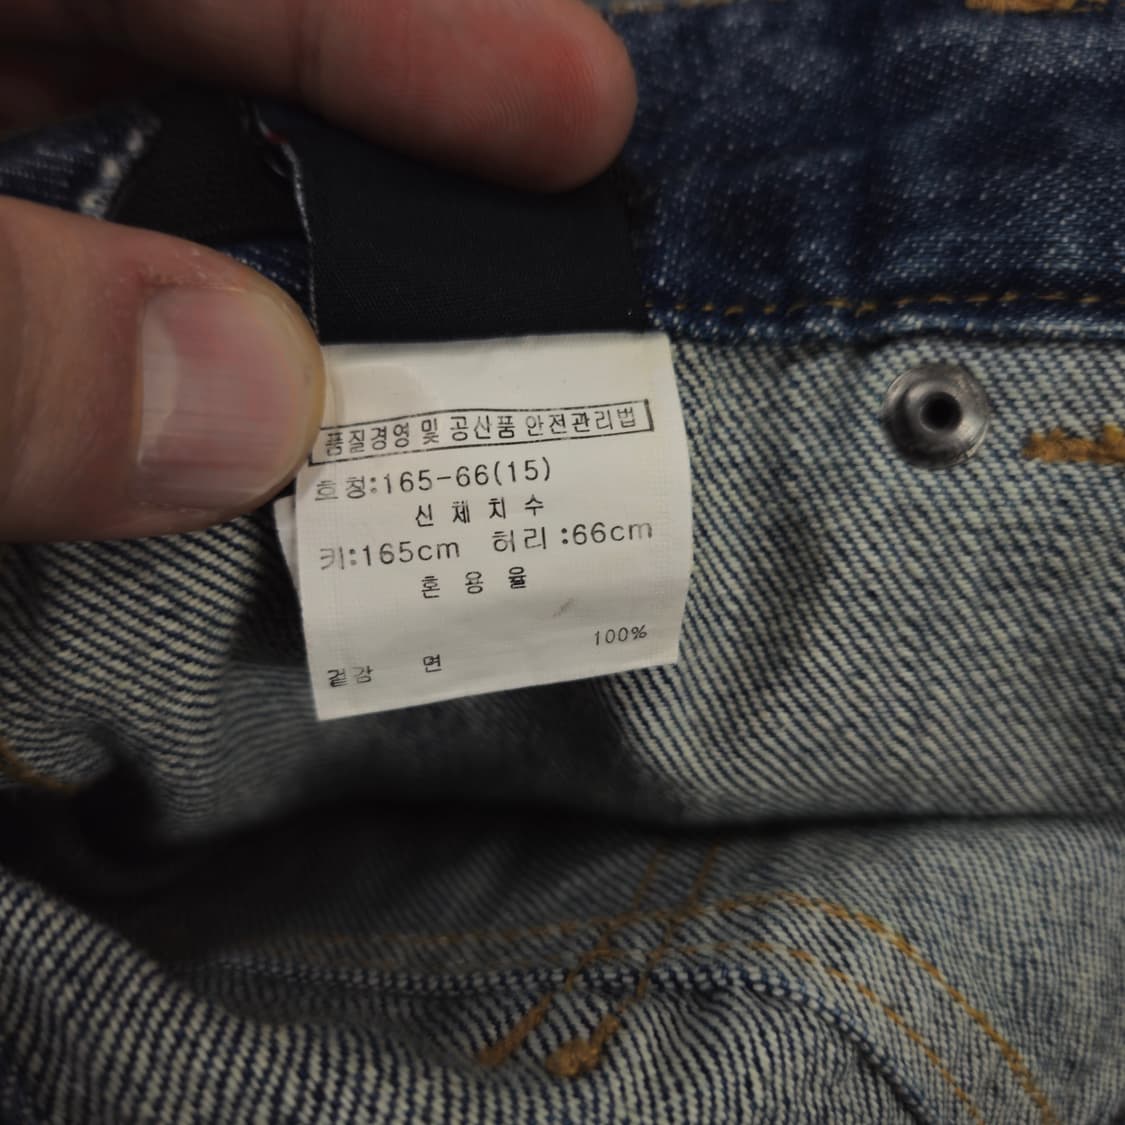 품질경영 및 공산품 안전관리법
호칭:165-66(15)
신 체 치 수
키:165cm 허리:66cm
혼 용 율
100%
겉감 면